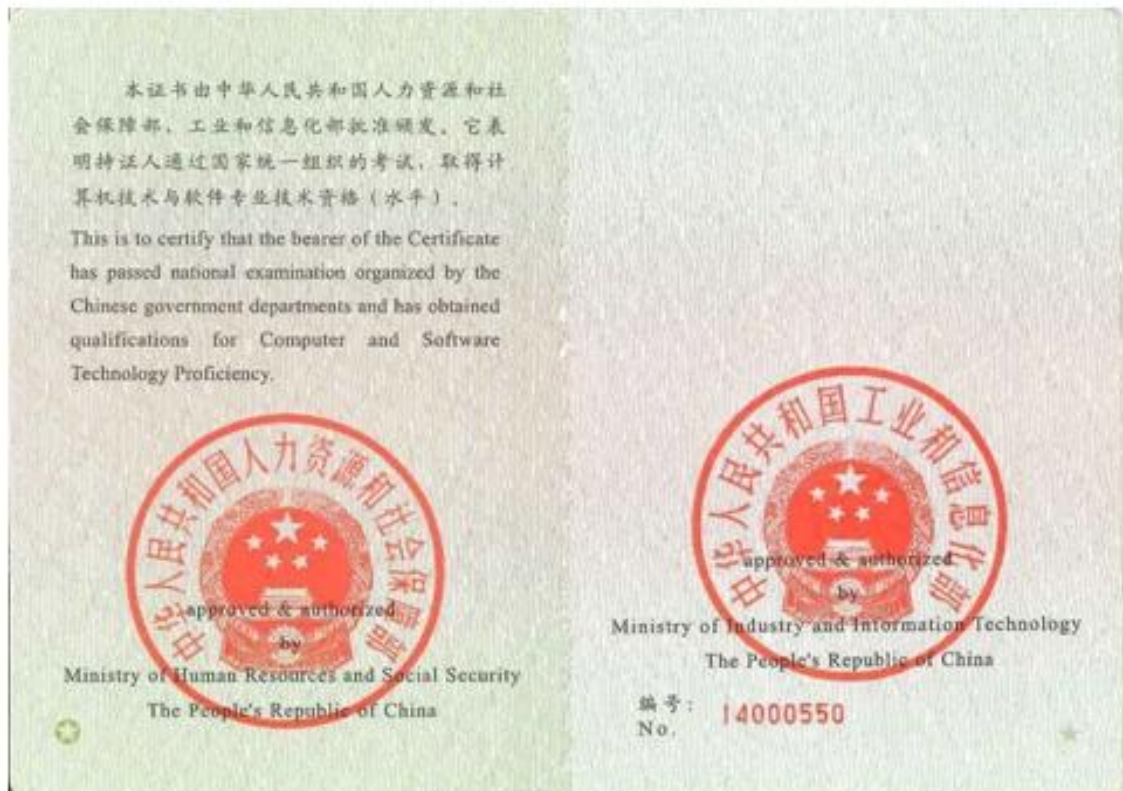 本证书由中华人民共和国人力资源和社
会保障部、工业和信息化部批准颁发。它表
明持证人通过国家统一组织的考试，取得计
算机技术与软件专业技术资格（水平）。
This is to certify that the bearer of the Certificate
has passed national examination organized by the
Chinese government departments and has obtained
qualifications for Computer and Software
Technology Proficiency.
中华人民共和国人力资源和社会保障部
approved & authorized
by
Ministry of Human Resources and Social Security
The People's Republic of China
中华人民共和国工业和信息化部
approved & authorized
by
Ministry of Industry and Information Technology
The People's Republic of China
编号：
No.
14000550